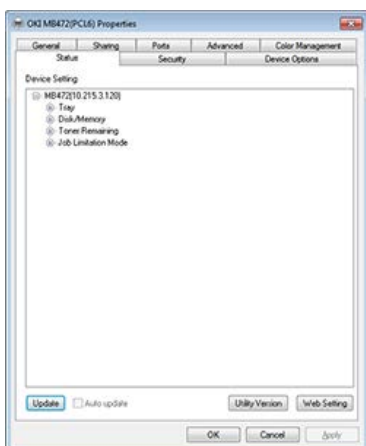 OKI MB472(PCL6) Properties
General Sharing Ports Advanced Color Management
Status Security Device Options
Device Setting
MB472(10.215.3.120)
Tray
Disk/Memory
Toner Remaining
Job Limitation Mode
Update Auto update Utility Version Web Setting
OK Cancel Apply